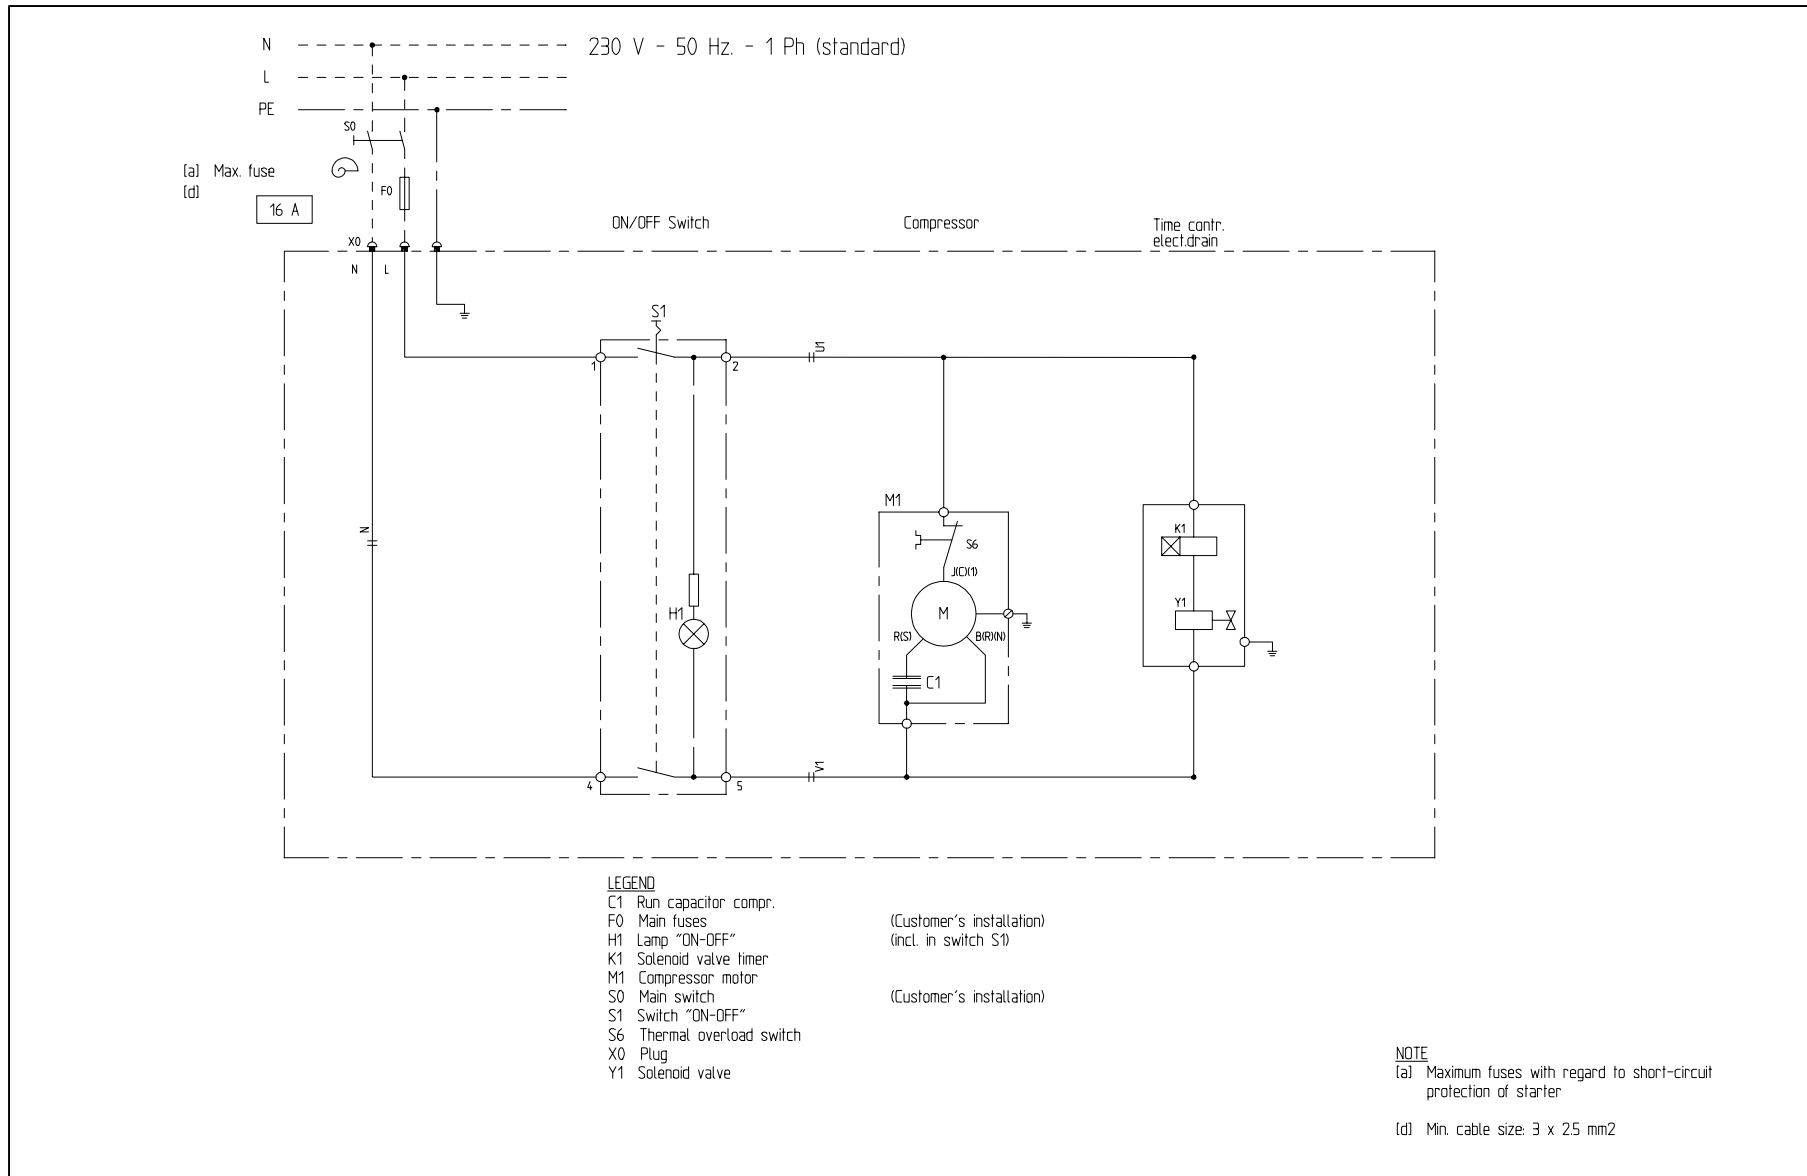 N
230 V - 50 Hz. - 1 Ph (standard)
L
PE
S0
[a] Max. fuse
[d]
F0
16 A
ON/OFF Switch
Compressor
Time contr.
elect.drain
X0
N L
S1
U1
1
2
M1
K1
S6
N
J(C)(1)
Y1
M
H1
R(S)
B(R)(N)
C1
V1
4
5
LEGEND
C1 Run capacitor compr.
F0 Main fuses (Customer's installation)
H1 Lamp "ON-OFF" (incl. in switch S1)
K1 Solenoid valve timer
M1 Compressor motor
S0 Main switch (Customer's installation)
S1 Switch "ON-OFF"
S6 Thermal overload switch
X0 Plug
Y1 Solenoid valve
NOTE
[a] Maximum fuses with regard to short-circuit
protection of starter
[d] Min. cable size: 3 x 2.5 mm2